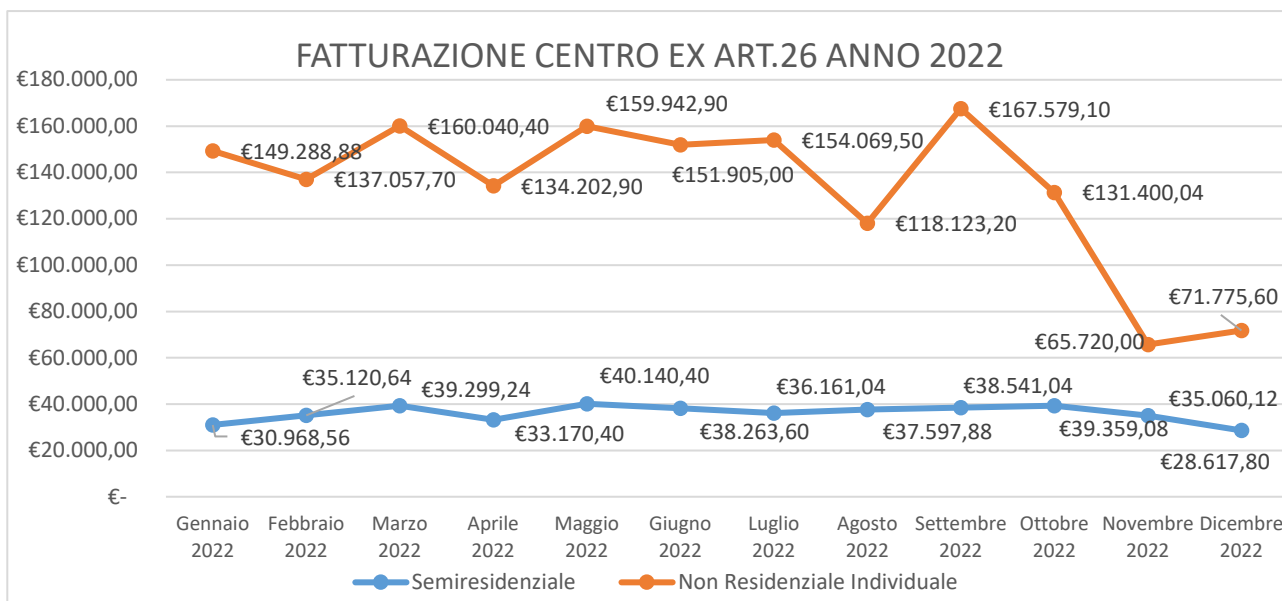 FATTURAZIONE CENTRO EX ART.26 ANNO 2022
€180.000,00
€160.000,00
€140.000,00
€120.000,00
€100.000,00
€80.000,00
€60.000,00
€40.000,00
€20.000,00
€-
€149.288,88
€137.057,70
€160.040,40
€134.202,90
€159.942,90
€151.905,00
€154.069,50
€118.123,20
€167.579,10
€131.400,04
€65.720,00
€71.775,60
€30.968,56
€35.120,64
€39.299,24
€33.170,40
€40.140,40
€38.263,60
€36.161,04
€37.597,88
€38.541,04
€39.359,08
€35.060,12
€28.617,80
Gennaio 2022
Febbraio 2022
Marzo 2022
Aprile 2022
Maggio 2022
Giugno 2022
Luglio 2022
Agosto 2022
Settembre 2022
Ottobre 2022
Novembre 2022
Dicembre 2022
Semiresidenziale
Non Residenziale Individuale